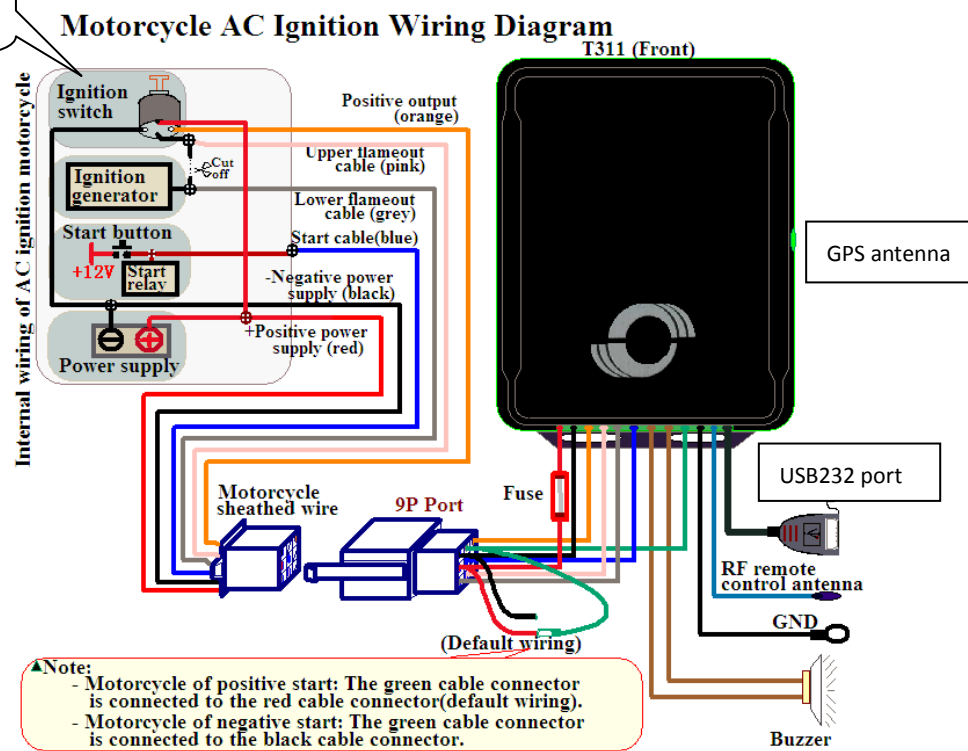 Motorcycle AC Ignition Wiring Diagram
T311 (Front)
Internal wiring of AC ignition motorcycle
Ignition
switch
Positive output
(orange)
Upper flameout
cable (pink)
Cut
off
Ignition
generator
Lower flameout
cable (grey)
Start button
Start cable(blue)
+12V
Start
relay
-Negative power
supply (black)
+Positive power
supply (red)
Power supply
GPS antenna
USB232 port
Motorcycle
sheathed wire
9P Port
Fuse
RF remote
control antenna
GND
(Default wiring)
Buzzer
▲Note:
- Motorcycle of positive start: The green cable connector
is connected to the red cable connector(default wiring).
- Motorcycle of negative start: The green cable connector
is connected to the black cable connector.